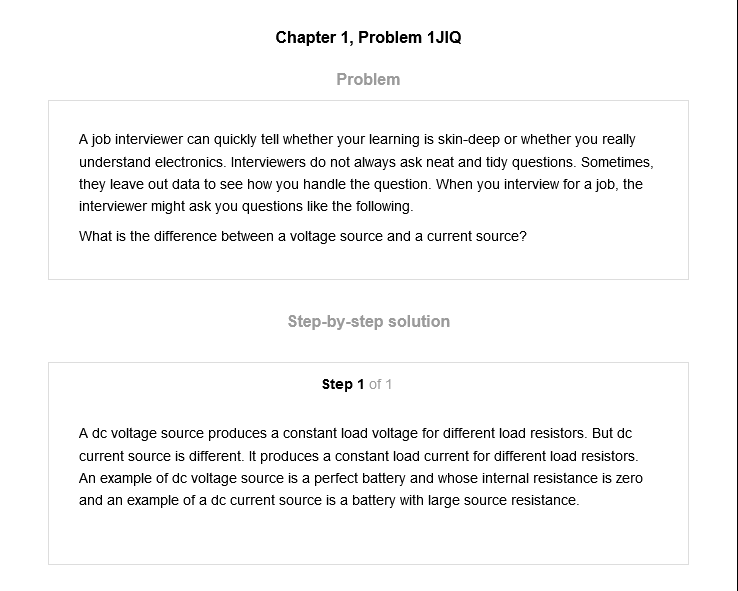 Chapter 1, Problem 1JIQ
Problem
A job interviewer can quickly tell whether your learning is skin-deep or whether you really
understand electronics. Interviewers do not always ask neat and tidy questions. Sometimes,
they leave out data to see how you handle the question. When you interview for a job, the
interviewer might ask you questions like the following.
What is the difference between a voltage source and a current source?
Step-by-step solution
Step 1 of 1
A dc voltage source produces a constant load voltage for different load resistors. But dc
current source is different. It produces a constant load current for different load resistors.
An example of dc voltage source is a perfect battery and whose internal resistance is zero
and an example of a dc current source is a battery with large source resistance.